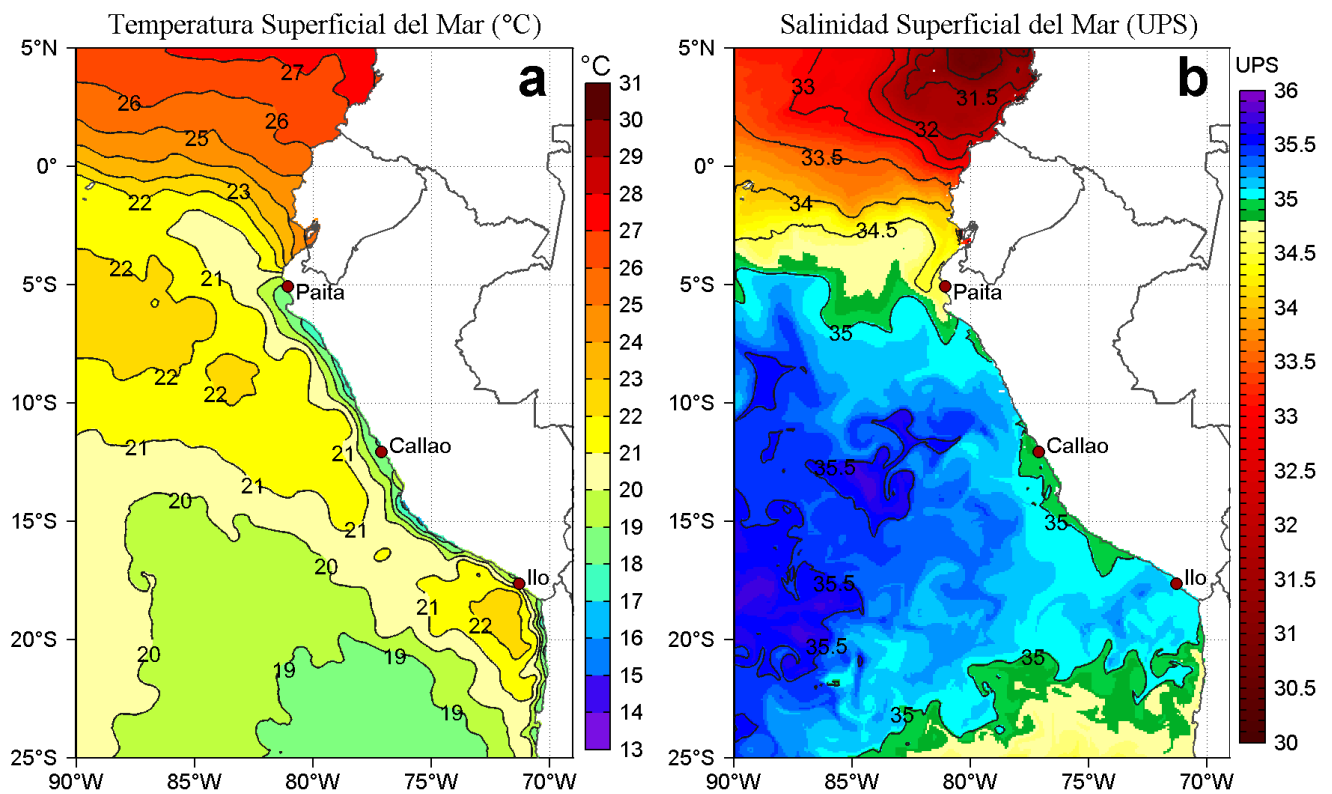 Temperatura Superficial del Mar (°C)
Salinidad Superficial del Mar (UPS)
5°N
0°
5°S
10°S
15°S
20°S
25°S
90°W
85°W
80°W
75°W
70°W
a
27
26
26
25
23
22
22
21
Paita
22
22
21
21
Callao
21
21
20
20
Ilo
21
22
20
19
19
19
°C
31
30
29
28
27
26
25
24
23
22
21
20
19
18
17
16
15
14
13
5°N
0°
5°S
10°S
15°S
20°S
25°S
90°W
85°W
80°W
75°W
70°W
b
33
31.5
32
33.5
34
34.5
Paita
35
Callao
35.5
35
Ilo
35.5
35.5
35
35
UPS
36
35.5
35
34.5
34
33.5
33
32.5
32
31.5
31
30.5
30